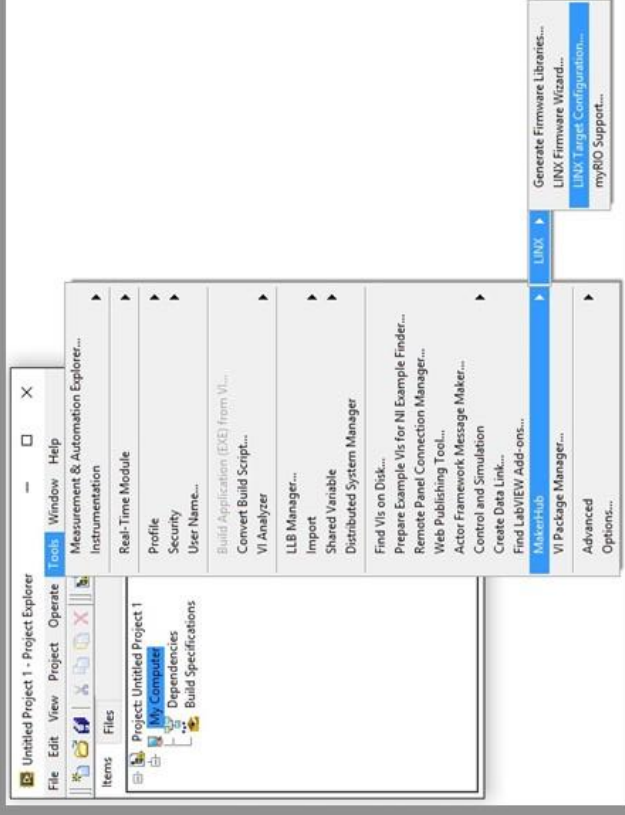 Untitled Project 1 - Project Explorer
File Edit View Project Operate Tools Window Help
Items Files
Project: Untitled Project 1
My Computer
Dependencies
Build Specifications
Measurement & Automation Explorer...
Instrumentation
Real-Time Module
Profile
Security
User Name...
Build Application (EXE) from VI...
Convert Build Script...
VI Analyzer
LLB Manager...
Import
Shared Variable
Distributed System Manager
Find VIs on Disk...
Prepare Example VIs for NI Example Finder...
Remote Panel Connection Manager...
Web Publishing Tool...
Actor Framework Message Maker...
Control and Simulation
Create Data Link...
Find LabVIEW Add-ons...
MakerHub
VI Package Manager...
Advanced
Options...
LINX
Generate Firmware Libraries...
LINX Firmware Wizard...
LINX Target Configuration...
myRIO Support...